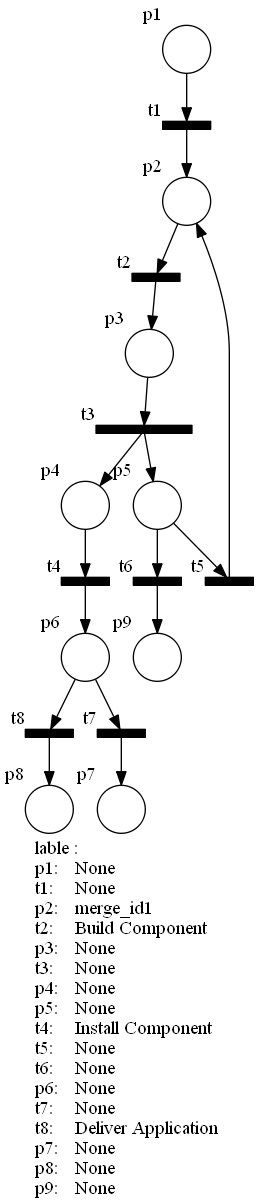 p1
t1
p2
t2
p3
t3
p4 p5
t4 t6 t5
p6 p9
t8 t7
p8 p7
lable :
p1: None
t1: None
p2: merge_id1
t2: Build Component
p3: None
t3: None
p4: None
p5: None
t4: Install Component
t5: None
t6: None
p6: None
t7: None
t8: Deliver Application
p7: None
p8: None
p9: None